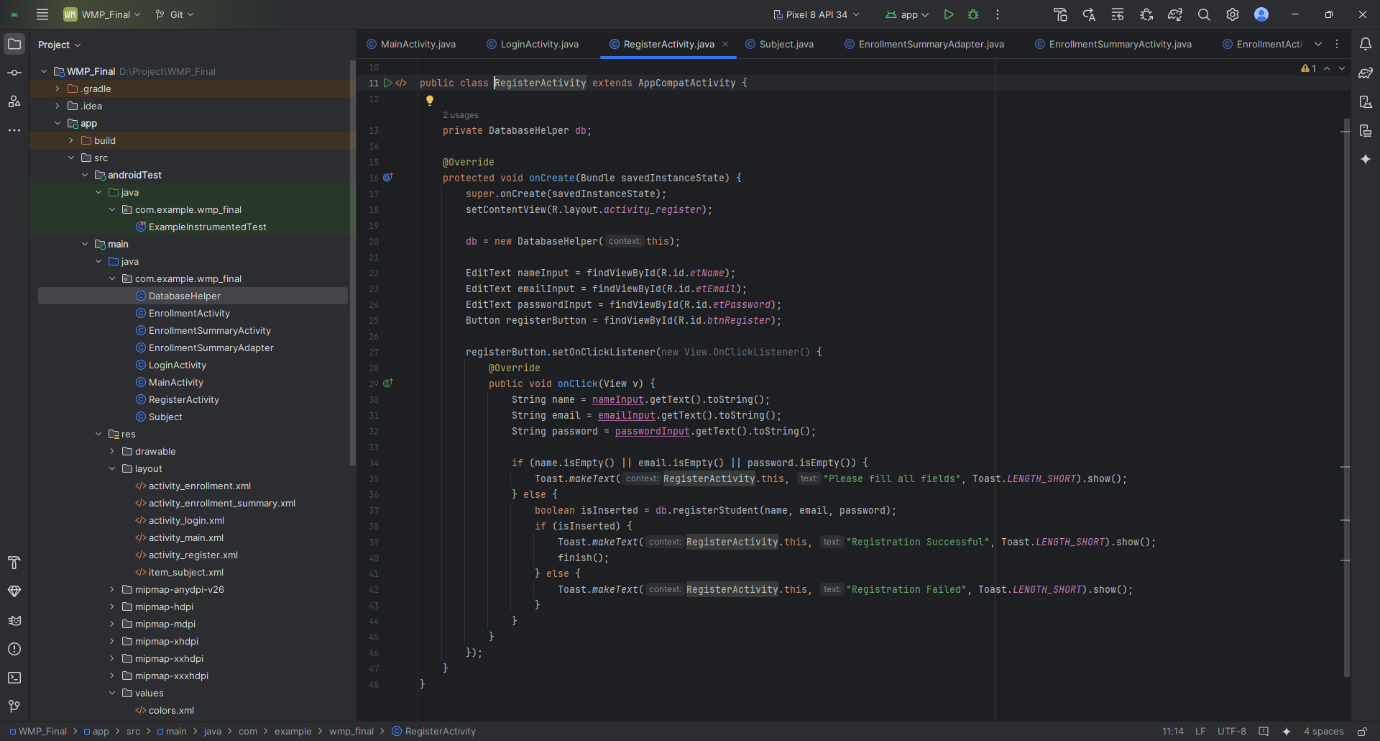 WM WMP_Final Git Pixel 8 API 34 app
Project
MainActivity.java LoginActivity.java RegisterActivity.java Subject.java EnrollmentSummaryAdapter.java EnrollmentSummaryActivity.java EnrollmentActi
WMP_Final D:\Project\WMP_Final
.gradle
.idea
app
build
src
androidTest
java
com.example.wmp_final
ExampleInstrumentedTest
main
java
com.example.wmp_final
DatabaseHelper
EnrollmentActivity
EnrollmentSummaryActivity
EnrollmentSummaryAdapter
LoginActivity
MainActivity
RegisterActivity
Subject
res
drawable
layout
activity_enrollment.xml
activity_enrollment_summary.xml
activity_login.xml
activity_main.xml
activity_register.xml
item_subject.xml
mipmap-anydpi-v26
mipmap-hdpi
mipmap-mdpi
mipmap-xhdpi
mipmap-xxhdpi
mipmap-xxxhdpi
values
colors.xml
1
10
11 public class RegisterActivity extends AppCompatActivity {
12
2 usages
13 private DatabaseHelper db;
14
15 @Override
16 protected void onCreate(Bundle savedInstanceState) {
17 super.onCreate(savedInstanceState);
18 setContentView(R.layout.activity_register);
19
20 db = new DatabaseHelper( context: this);
21
22 EditText nameInput = findViewById(R.id.etName);
23 EditText emailInput = findViewById(R.id.etEmail);
24 EditText passwordInput = findViewById(R.id.etPassword);
25 Button registerButton = findViewById(R.id.btnRegister);
26
27 registerButton.setOnClickListener(new View.OnClickListener() {
28 @Override
29 public void onClick(View v) {
30 String name = nameInput.getText().toString();
31 String email = emailInput.getText().toString();
32 String password = passwordInput.getText().toString();
33
34 if (name.isEmpty() || email.isEmpty() || password.isEmpty()) {
35 Toast.makeText( context: RegisterActivity.this, text: "Please fill all fields", Toast.LENGTH_SHORT).show();
36 } else {
37 boolean isInserted = db.registerStudent(name, email, password);
38 if (isInserted) {
39 Toast.makeText( context: RegisterActivity.this, text: "Registration Successful", Toast.LENGTH_SHORT).show();
40 finish();
41 } else {
42 Toast.makeText( context: RegisterActivity.this, text: "Registration Failed", Toast.LENGTH_SHORT).show();
43 }
44 }
45 }
46 });
47 }
48 }
WMP_Final > app > src > main > java > com > example > wmp_final > RegisterActivity 11:14 LF UTF-8 4 spaces